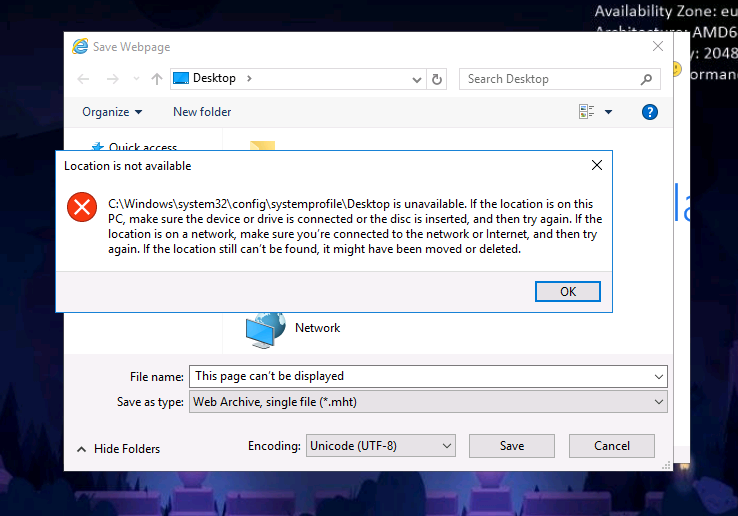 Availability Zone: eu
Architecture: AMD6
y: 2048
ormand
Save Webpage
Desktop
Search Desktop
Organize
New folder
Quick access
Location is not available
C:\Windows\system32\config\systemprofile\Desktop is unavailable. If the location is on this
PC, make sure the device or drive is connected or the disc is inserted, and then try again. If the
location is on a network, make sure you're connected to the network or Internet, and then try
again. If the location still can't be found, it might have been moved or deleted.
la
OK
Network
File name: This page can't be displayed
Save as type: Web Archive, single file (*.mht)
Hide Folders
Encoding: Unicode (UTF-8)
Save
Cancel